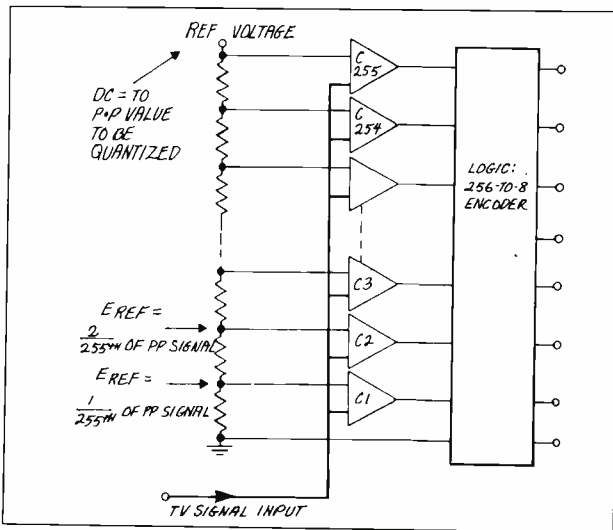 REF VOLTAGE
DC = TO
P•P VALUE
TO BE
QUANTIZED
C
255
C
254
LOGIC:
256-TO-8
ENCODER
C3
EREF =
2
255TH OF PP SIGNAL
C2
EREF =
1
255TH OF PP SIGNAL
C1
TV SIGNAL INPUT